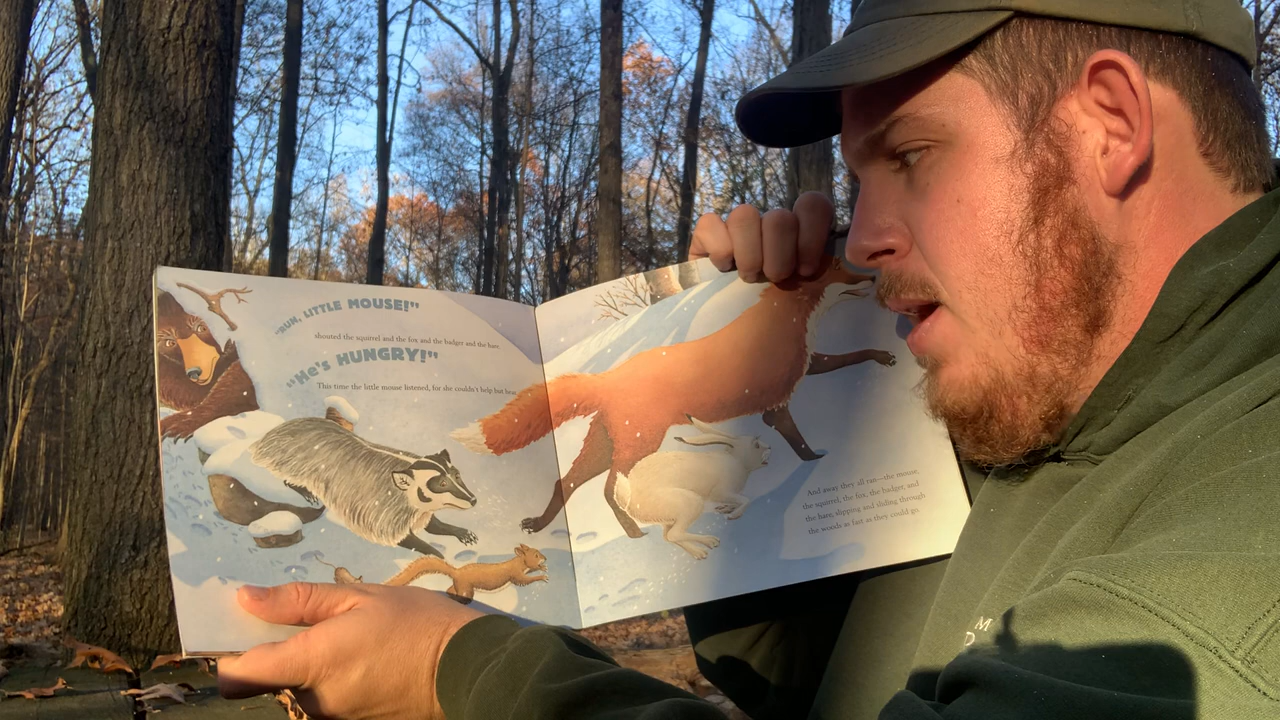 "RUN, LITTLE MOUSE!"
shouted the squirrel and the fox and the badger and the hare.
"He's HUNGRY!"
This time the little mouse listened, for she couldn't help but hear
And away they all ran—the mouse,
the squirrel, the fox, the badger, and
the hare, slipping and sliding through
the woods as fast as they could go.
M